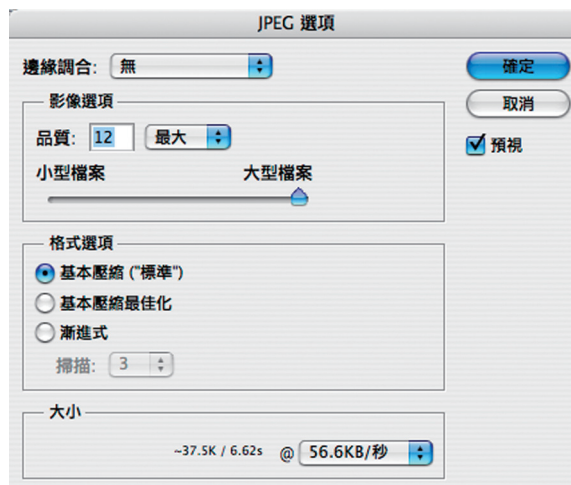 JPEG 選項
邊緣調合: 無
確定
取消
預視
影像選項
品質: 12 最大
小型檔案 大型檔案
格式選項
基本壓縮 ("標準")
基本壓縮最佳化
漸進式
掃描: 3
大小
~37.5K / 6.62s @ 56.6KB/秒